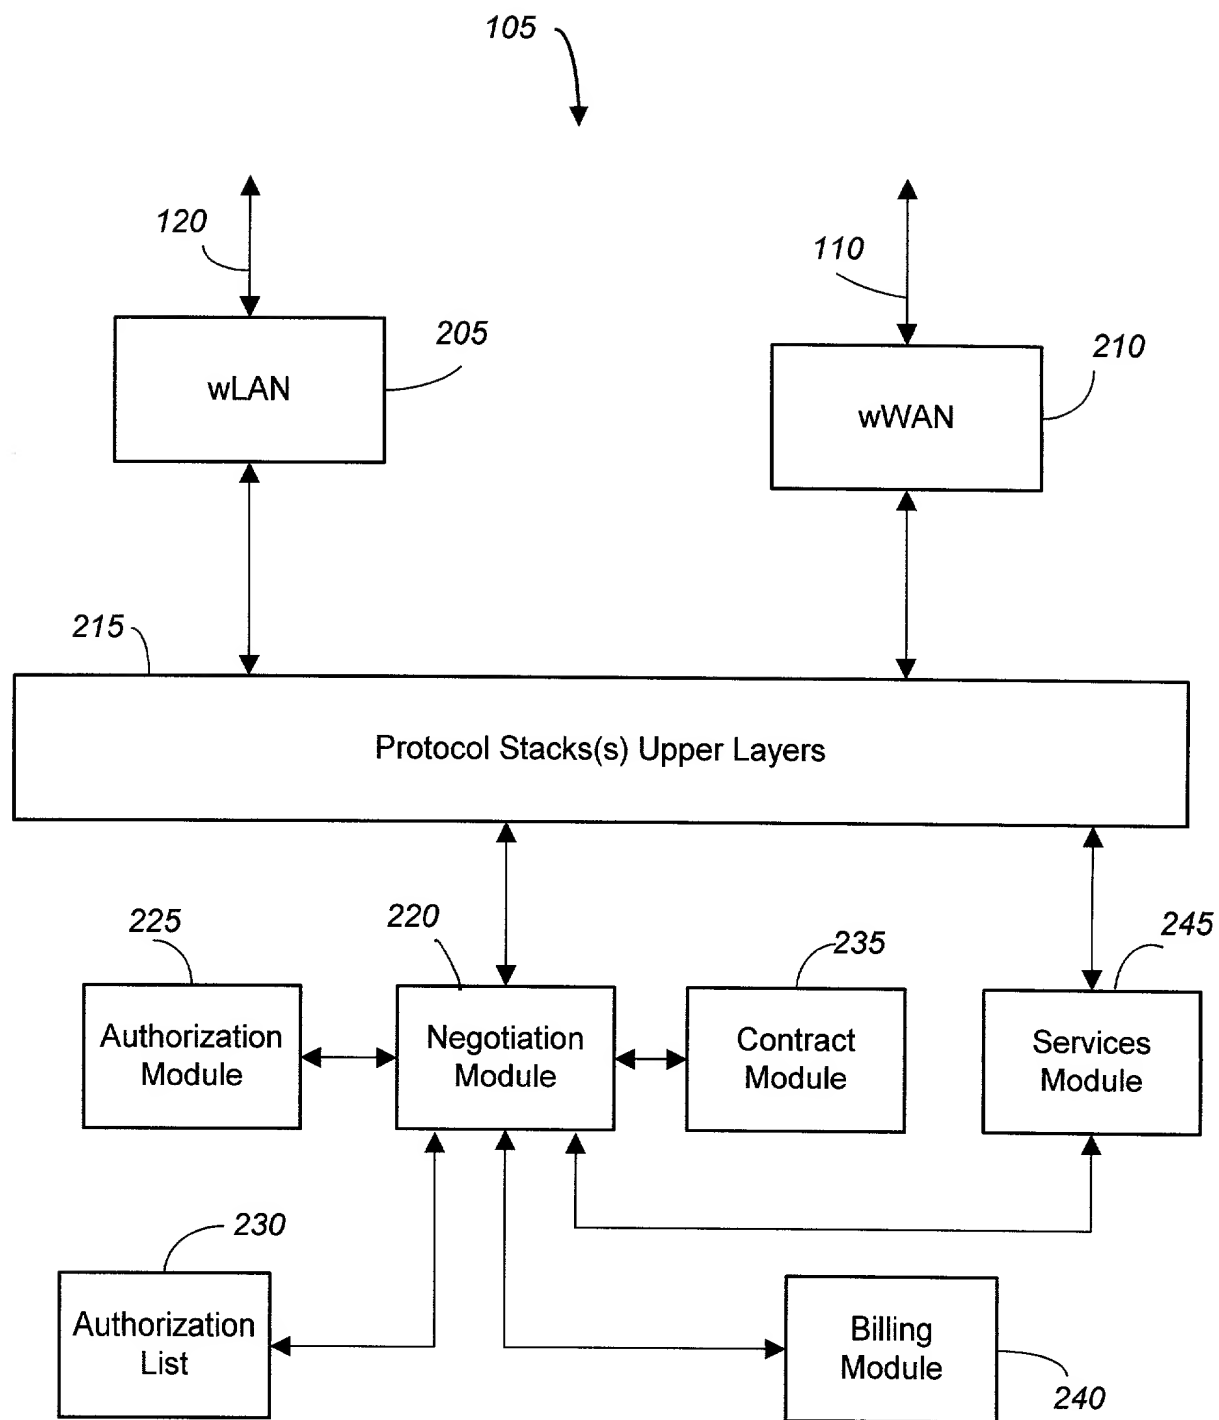 105
120
110
205
wLAN
210
wWAN
215
Protocol Stacks(s) Upper Layers
225
220
235
245
Authorization
Module
Negotiation
Module
Contract
Module
Services
Module
230
Authorization
List
Billing
Module
240